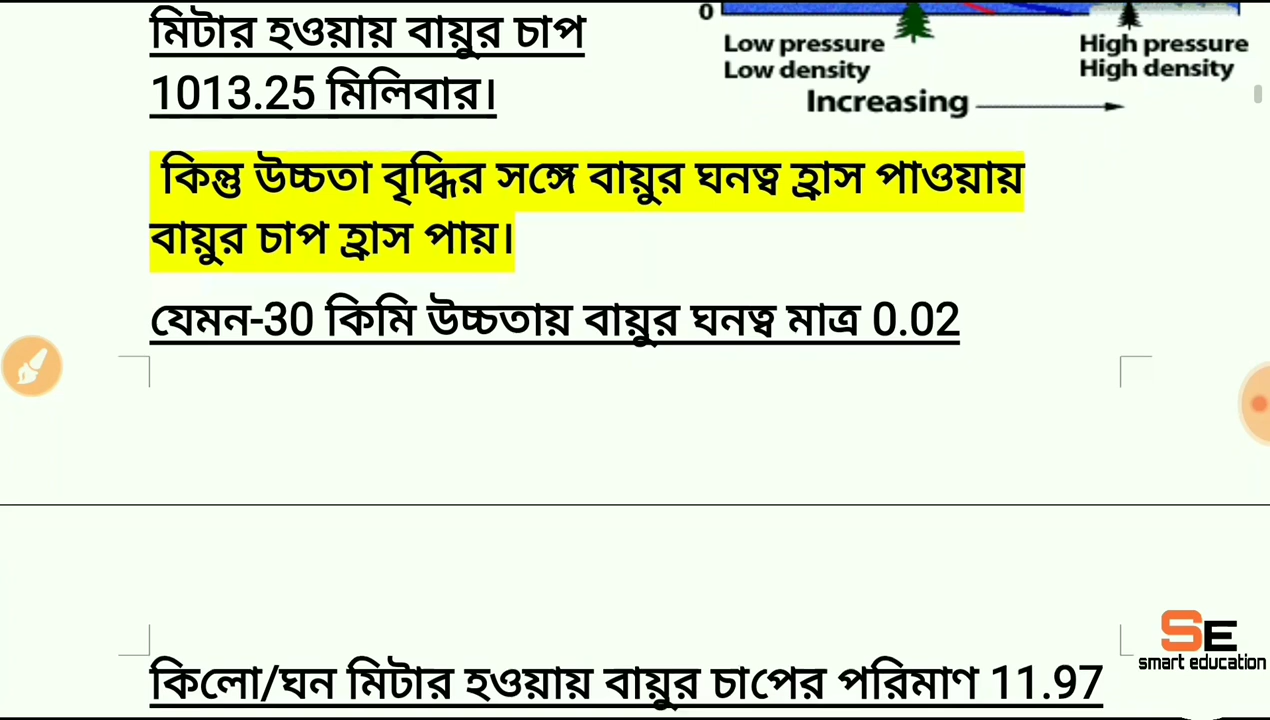 মিটার হওয়ায় বায়ুর চাপ
1013.25 মিলিবার।
0
Low pressure
Low density
High pressure
High density
Increasing
কিন্তু উচ্চতা বৃদ্ধির সঙ্গে বায়ুর ঘনত্ব হ্রাস পাওয়ায়
বায়ুর চাপ হ্রাস পায়।
যেমন-30 কিমি উচ্চতায় বায়ুর ঘনত্ব মাত্র 0.02
SE
smart education
কিলো/ঘন মিটার হওয়ায় বায়ুর চাপের পরিমাণ 11.97